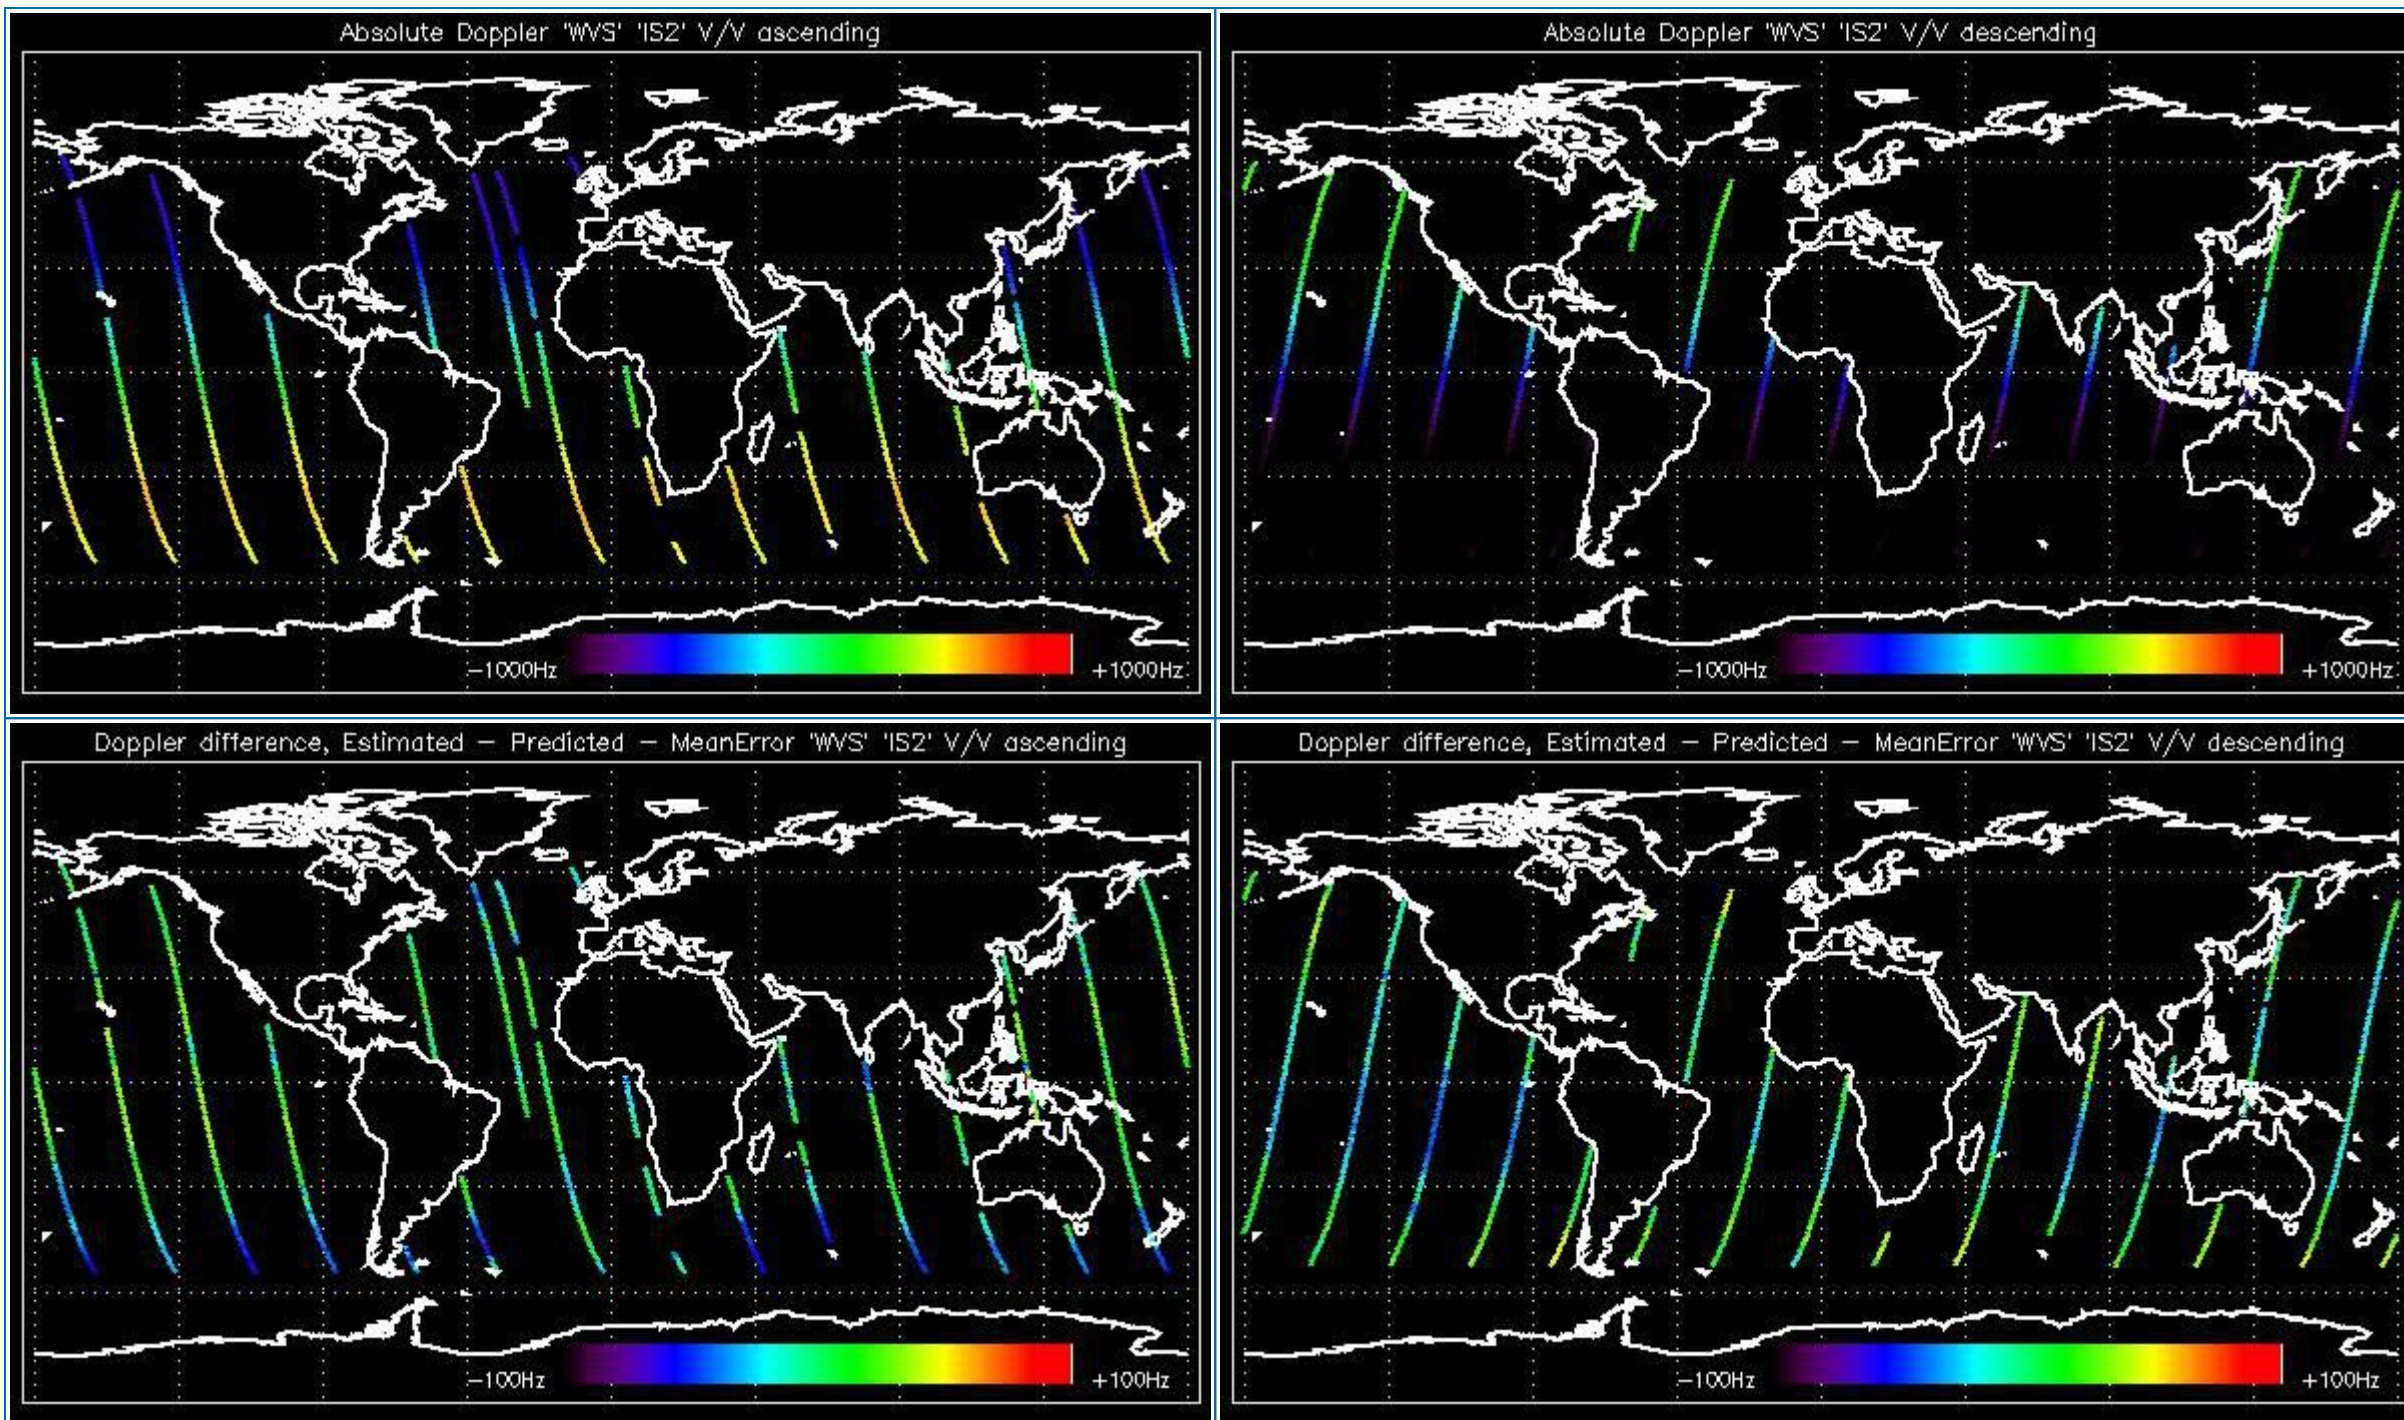 Absolute Doppler 'WVS' 'IS2' V/V ascending
-1000Hz
+1000Hz
Absolute Doppler 'WVS' 'IS2' V/V descending
-1000Hz
+1000Hz
Doppler difference, Estimated - Predicted - MeanError 'WVS' 'IS2' V/V ascending
-100Hz
+100Hz
Doppler difference, Estimated - Predicted - MeanError 'WVS' 'IS2' V/V descending
-100Hz
+100Hz